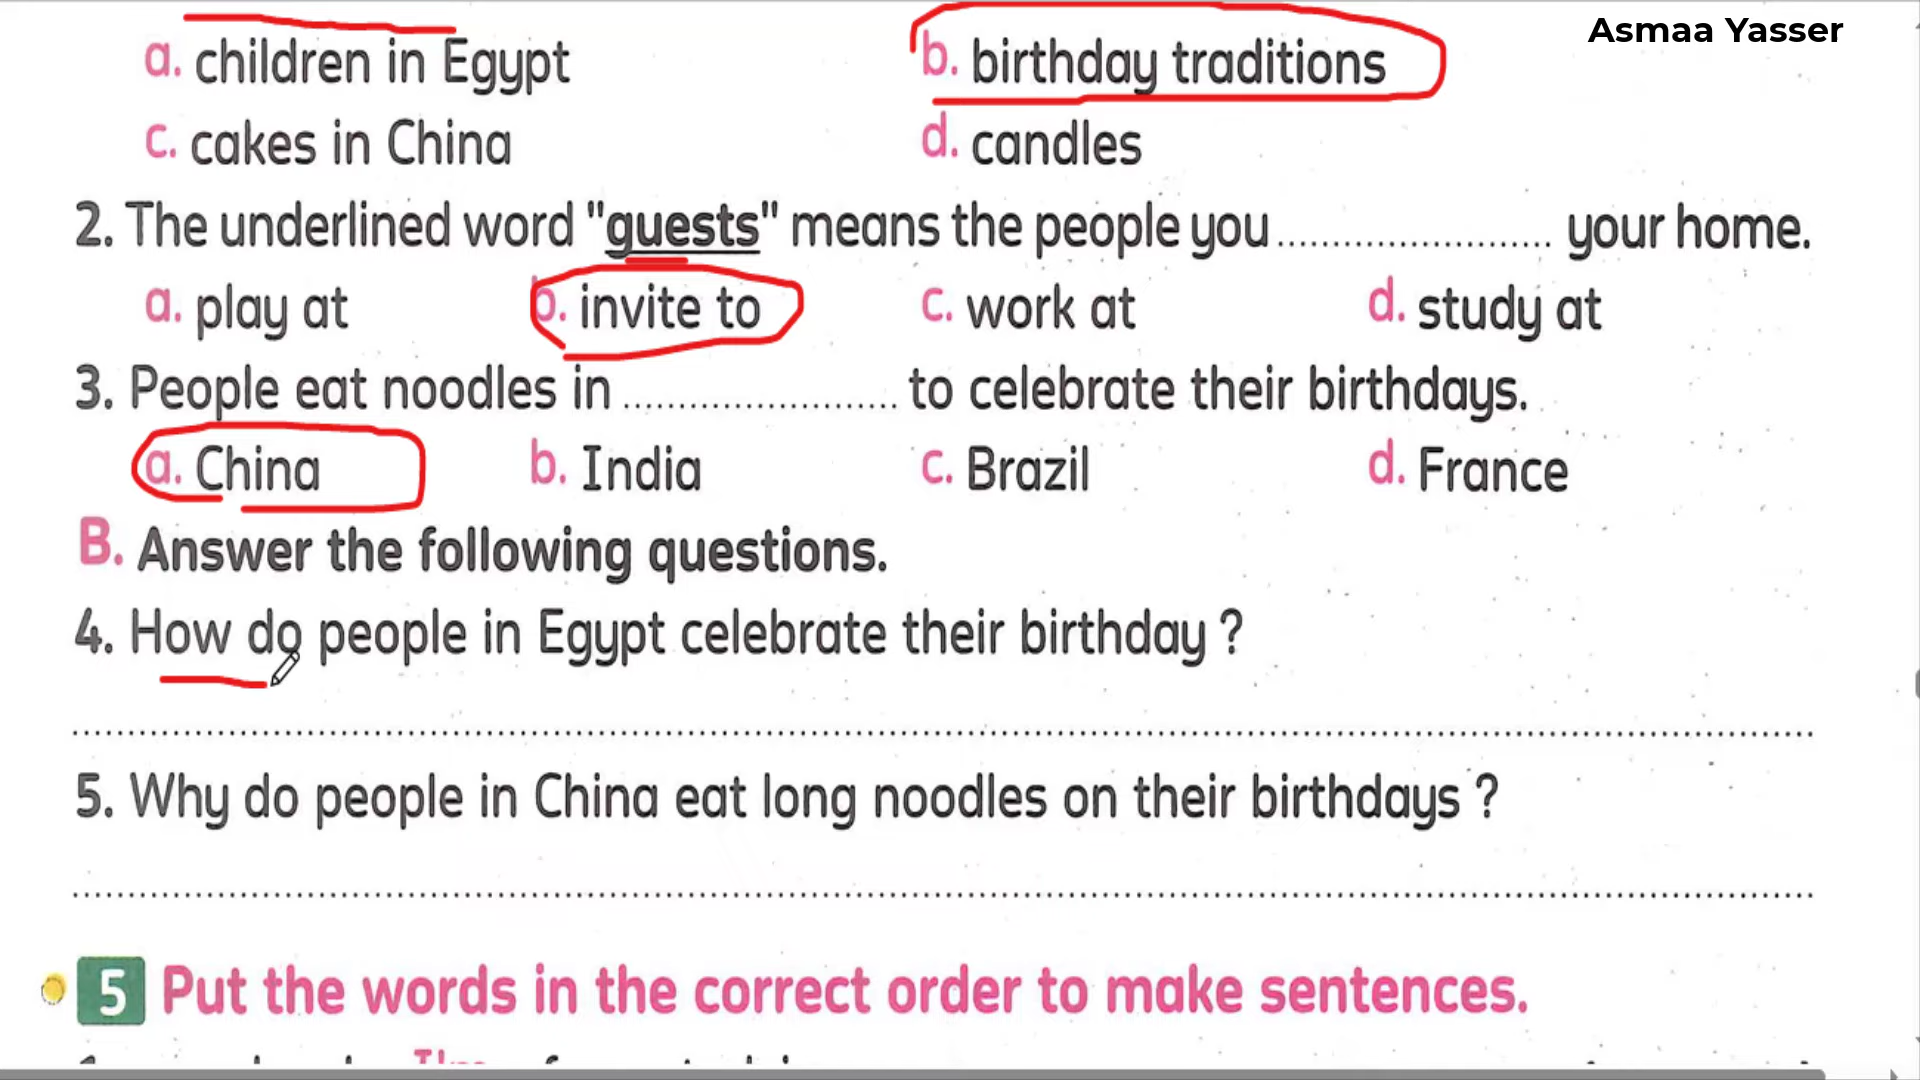 Asmaa Yasser
a. children in Egypt b. birthday traditions
c. cakes in China d. candles
2. The underlined word "guests" means the people you ........................ your home.
a. play at b. invite to c. work at d. study at
3. People eat noodles in ........................ to celebrate their birthdays.
a. China b. India c. Brazil d. France
B. Answer the following questions.
4. How do people in Egypt celebrate their birthday ?
5. Why do people in China eat long noodles on their birthdays ?
5 Put the words in the correct order to make sentences.